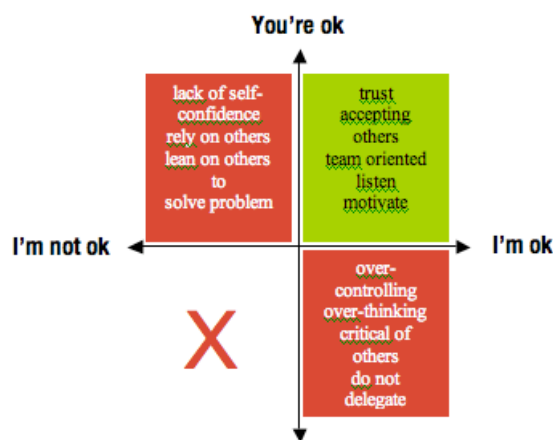 You're ok
lack of self-
confidence
rely on others
lean on others
to
solve problem
trust
accepting
others
team oriented
listen
motivate
I'm not ok
I'm ok
X
over-
controlling
over-thinking
critical of
others
do not
delegate